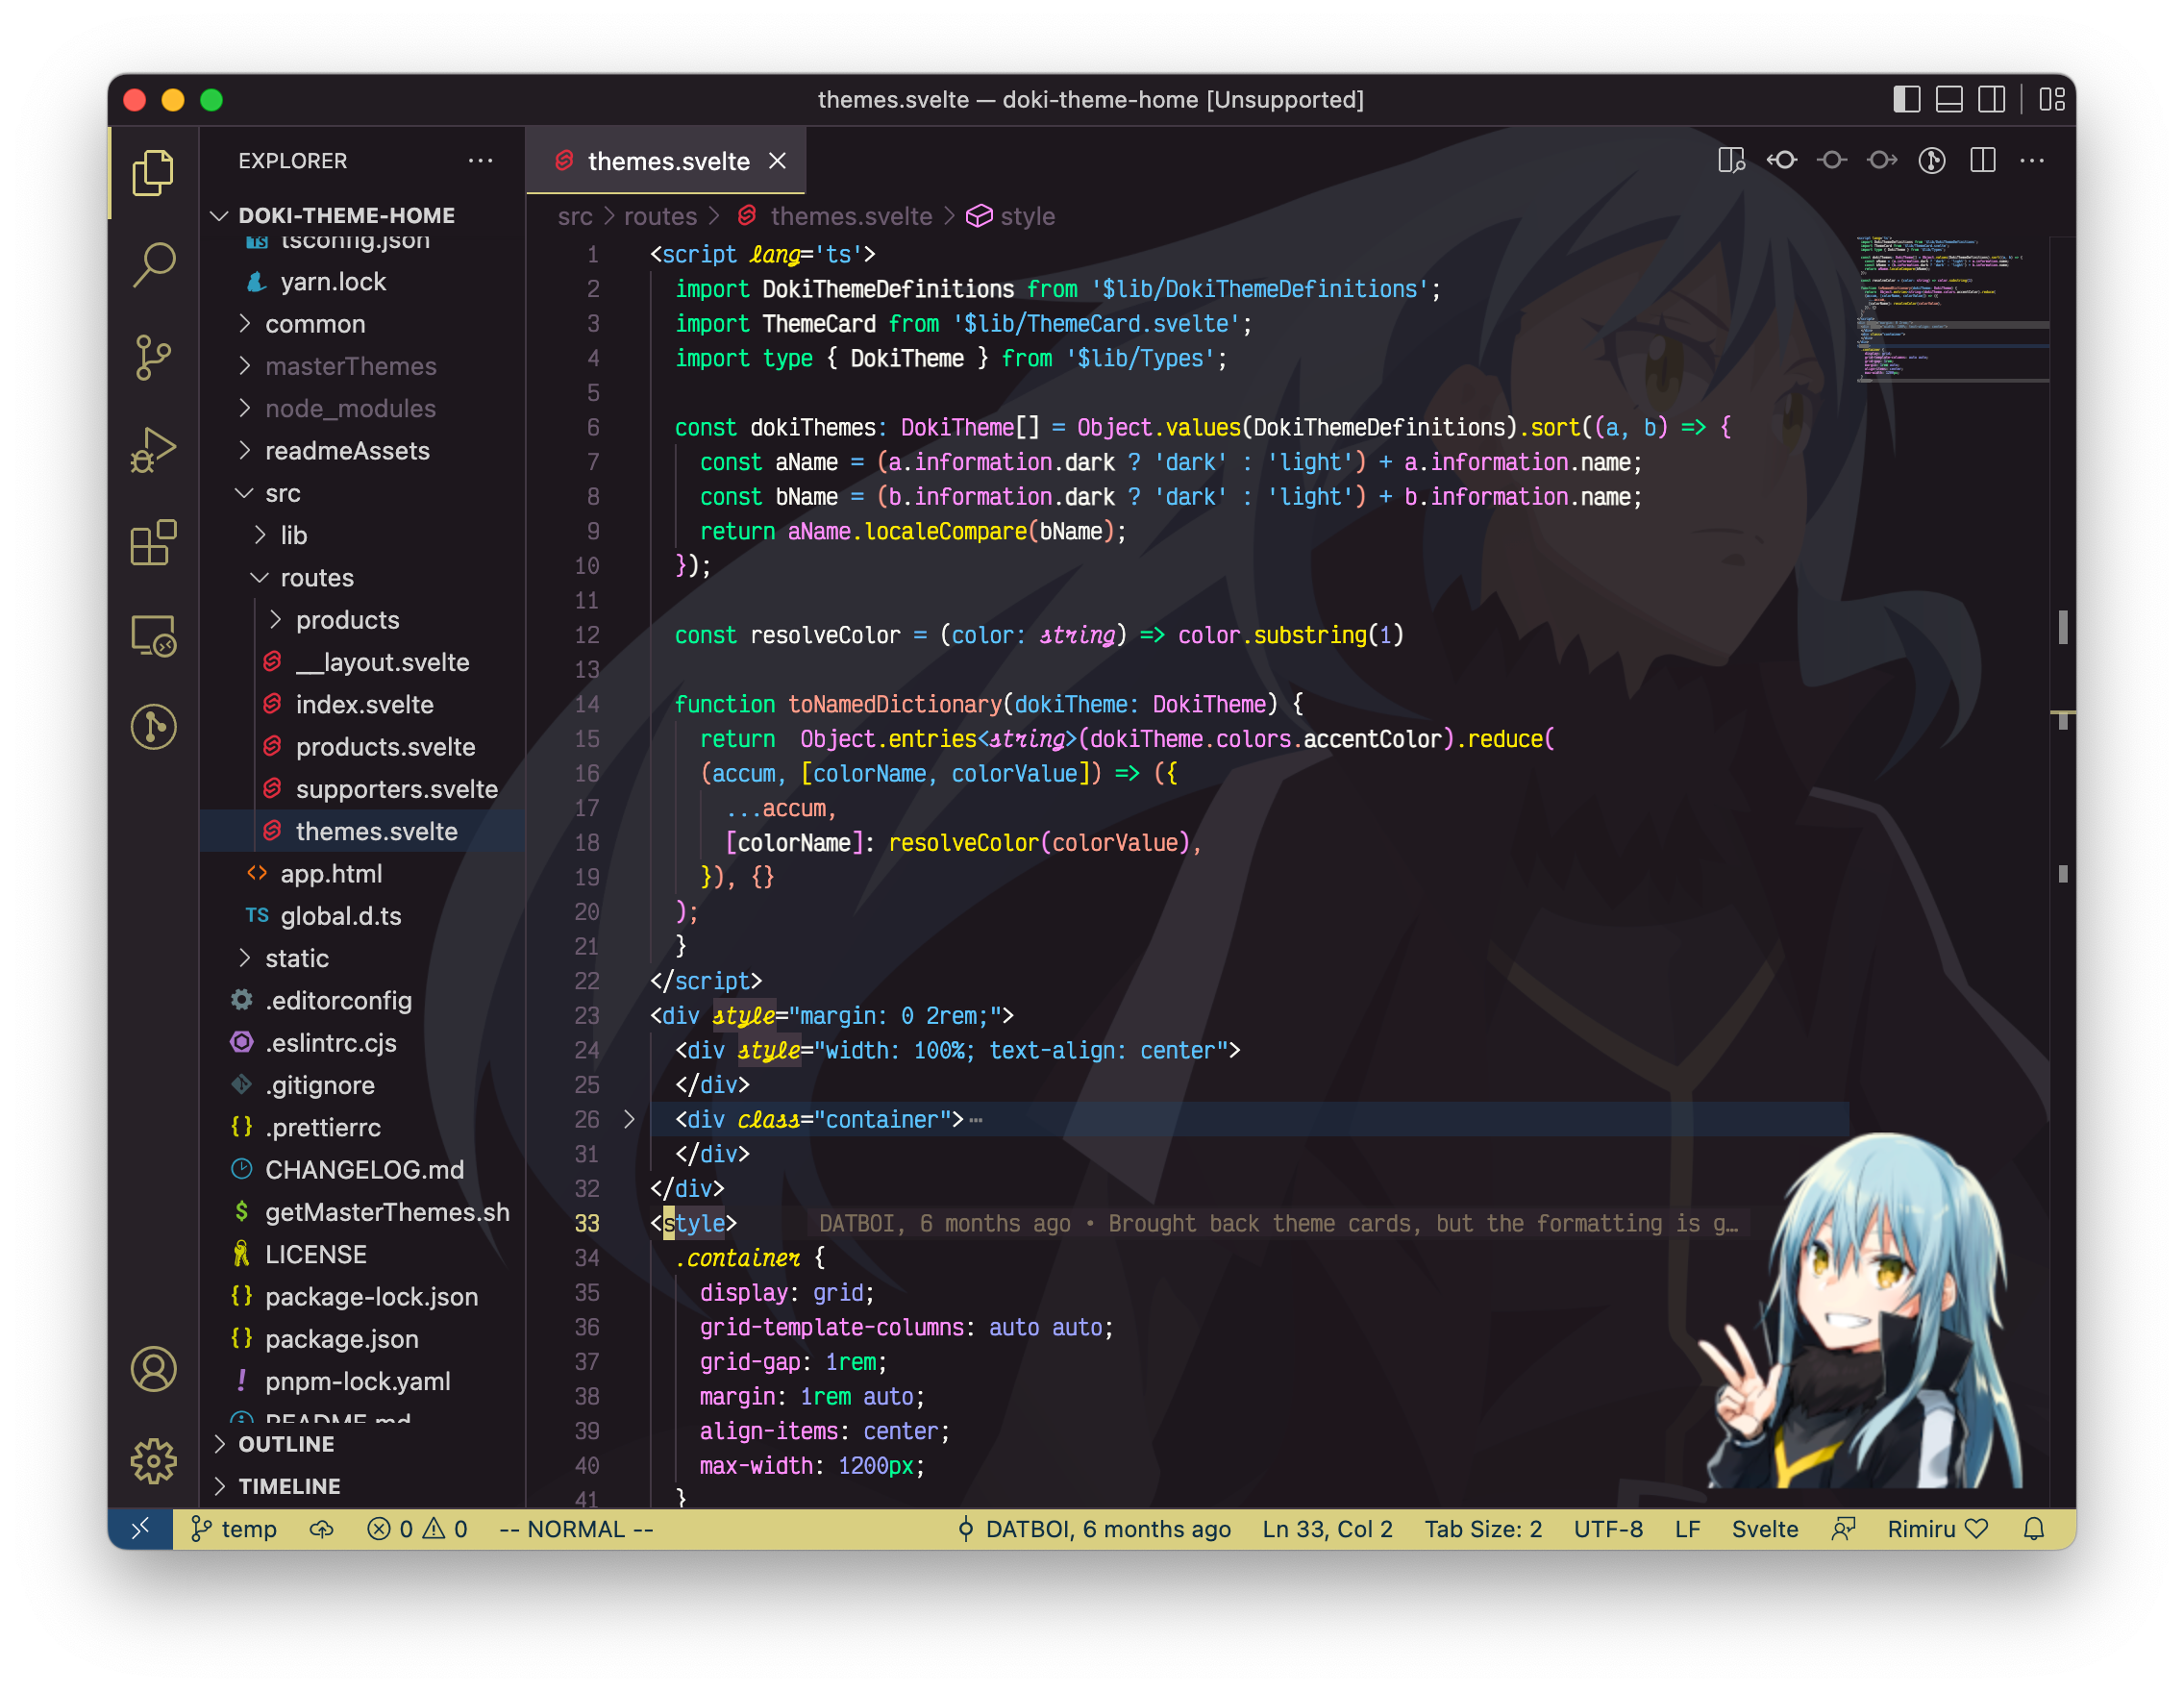 themes.svelte — doki-theme-home [Unsupported]
EXPLORER
DOKI-THEME-HOME
tsconfig.json
yarn.lock
common
masterThemes
node_modules
readmeAssets
src
lib
routes
products
__layout.svelte
index.svelte
products.svelte
supporters.svelte
themes.svelte
app.html
TS global.d.ts
static
.editorconfig
.eslintrc.cjs
.gitignore
.prettierrc
CHANGELOG.md
getMasterThemes.sh
LICENSE
package-lock.json
package.json
pnpm-lock.yaml
README.md
OUTLINE
TIMELINE
themes.svelte
src > routes > themes.svelte > style
1 <script lang='ts'>
2 import DokiThemeDefinitions from '$lib/DokiThemeDefinitions';
3 import ThemeCard from '$lib/ThemeCard.svelte';
4 import type { DokiTheme } from '$lib/Types';
5
6 const dokiThemes: DokiTheme[] = Object.values(DokiThemeDefinitions).sort((a, b) => {
7 const aName = (a.information.dark ? 'dark' : 'light') + a.information.name;
8 const bName = (b.information.dark ? 'dark' : 'light') + b.information.name;
9 return aName.localeCompare(bName);
10 });
11
12 const resolveColor = (color: string) => color.substring(1)
13
14 function toNamedDictionary(dokiTheme: DokiTheme) {
15 return  Object.entries<string>(dokiTheme.colors.accentColor).reduce(
16 (accum, [colorName, colorValue]) => ({
17 ...accum,
18 [colorName]: resolveColor(colorValue),
19 }), {}
20 );
21 }
22 </script>
23 <div style="margin: 0 2rem;">
24 <div style="width: 100%; text-align: center">
25 </div>
26 <div class="container">⋯
31 </div>
32 </div>
33 <style> DATBOI, 6 months ago • Brought back theme cards, but the formatting is g…
34 .container {
35 display: grid;
36 grid-template-columns: auto auto;
37 grid-gap: 1rem;
38 margin: 1rem auto;
39 align-items: center;
40 max-width: 1200px;
41 }
temp 0 0 -- NORMAL -- DATBOI, 6 months ago Ln 33, Col 2 Tab Size: 2 UTF-8 LF Svelte Rimiru ♡